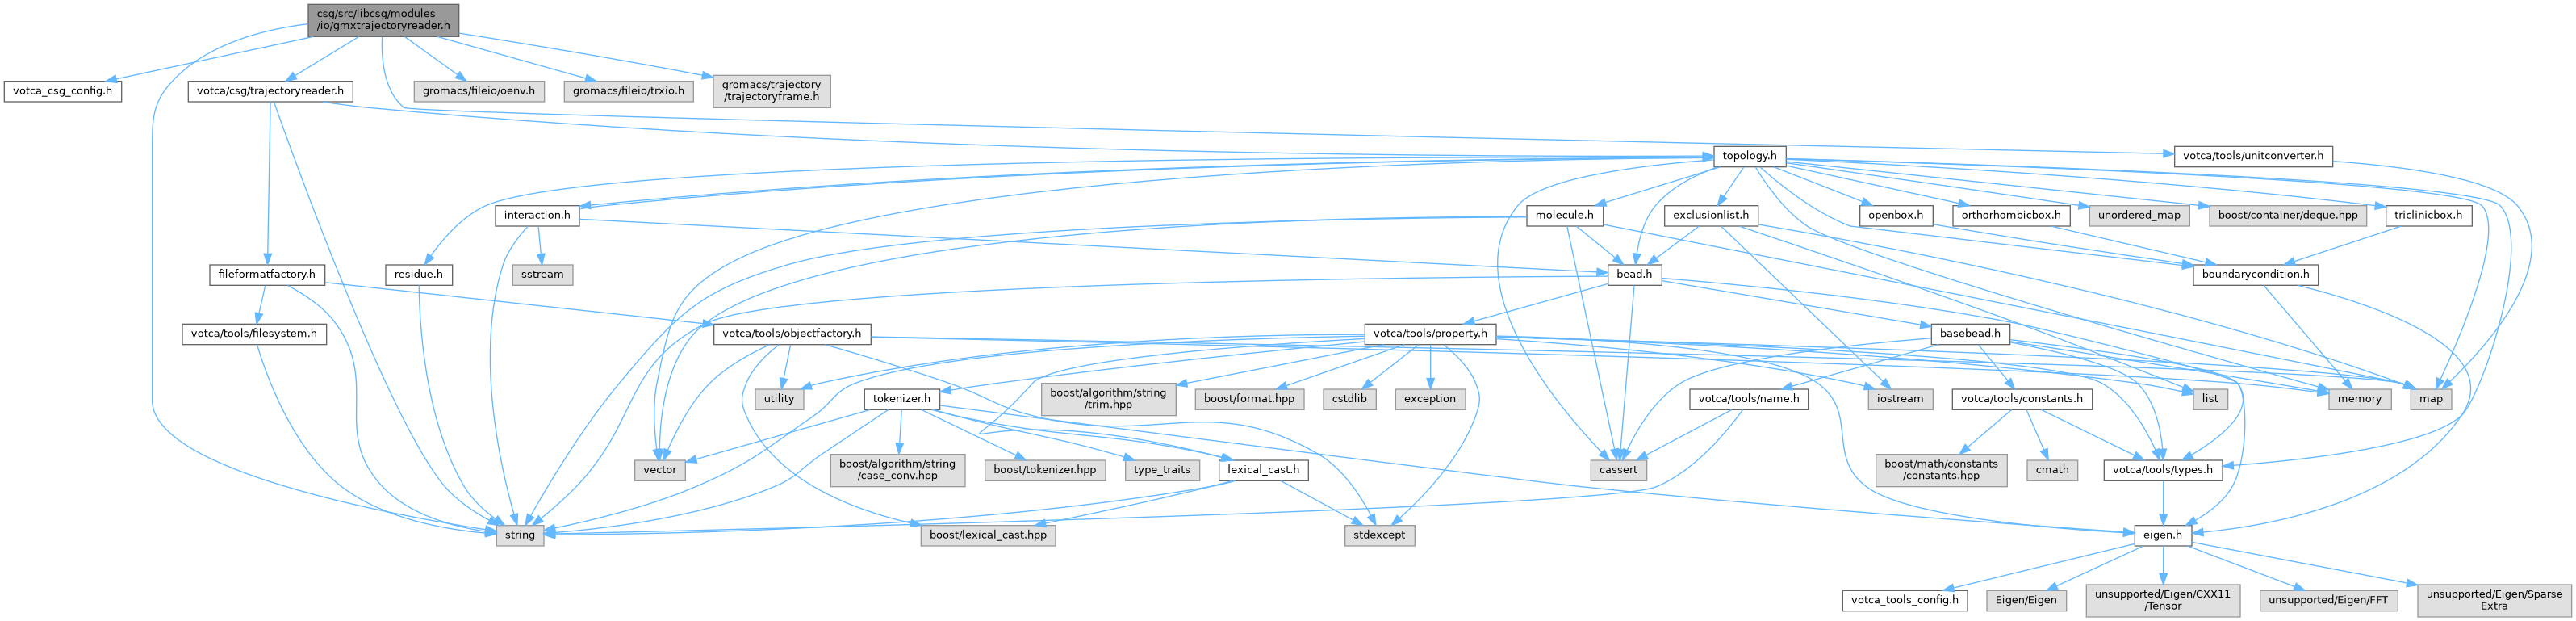 csg/src/libcsg/modules
/io/gmxtrajectoryreader.h
votca_csg_config.h
votca/csg/trajectoryreader.h
gromacs/fileio/oenv.h
gromacs/fileio/trxio.h
gromacs/trajectory
/trajectoryframe.h
topology.h
votca/tools/unitconverter.h
interaction.h
molecule.h
exclusionlist.h
openbox.h
orthorhombicbox.h
unordered_map
boost/container/deque.hpp
triclinicbox.h
fileformatfactory.h
residue.h
sstream
bead.h
boundarycondition.h
votca/tools/filesystem.h
votca/tools/objectfactory.h
votca/tools/property.h
basebead.h
utility
tokenizer.h
boost/algorithm/string
/trim.hpp
boost/format.hpp
cstdlib
exception
votca/tools/name.h
iostream
votca/tools/constants.h
list
memory
map
vector
boost/algorithm/string
/case_conv.hpp
boost/tokenizer.hpp
type_traits
lexical_cast.h
cassert
boost/math/constants
/constants.hpp
cmath
votca/tools/types.h
string
boost/lexical_cast.hpp
stdexcept
eigen.h
votca_tools_config.h
Eigen/Eigen
unsupported/Eigen/CXX11
/Tensor
unsupported/Eigen/FFT
unsupported/Eigen/Sparse
Extra